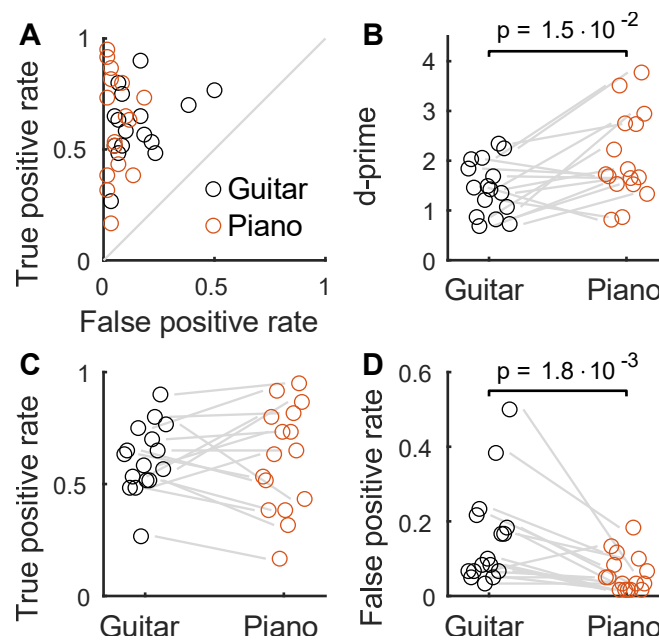 A
True positive rate
1
0.5
0
0
0.5
1
False positive rate
Guitar
Piano
B
p = 1.5 · 10-2
d-prime
4
3
2
1
0
Guitar
Piano
C
True positive rate
1
0.5
0
Guitar
Piano
D
p = 1.8 · 10-3
False positive rate
0.6
0.4
0.2
0
Guitar
Piano